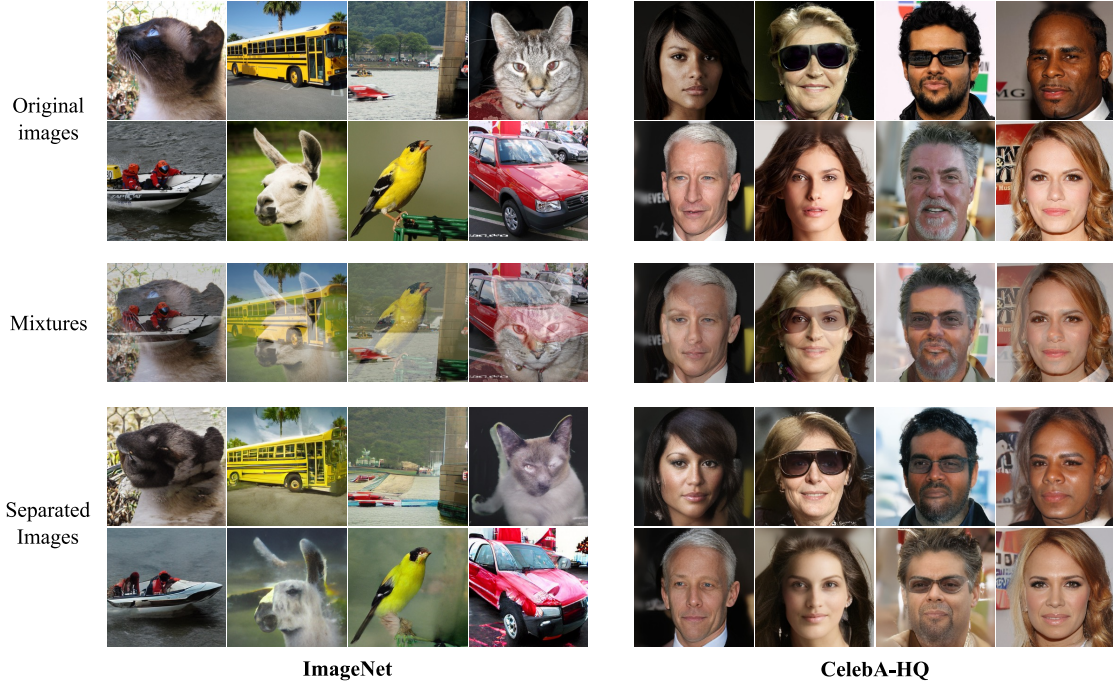 Original
images
Mixtures
Separated
Images
ImageNet
CelebA-HQ